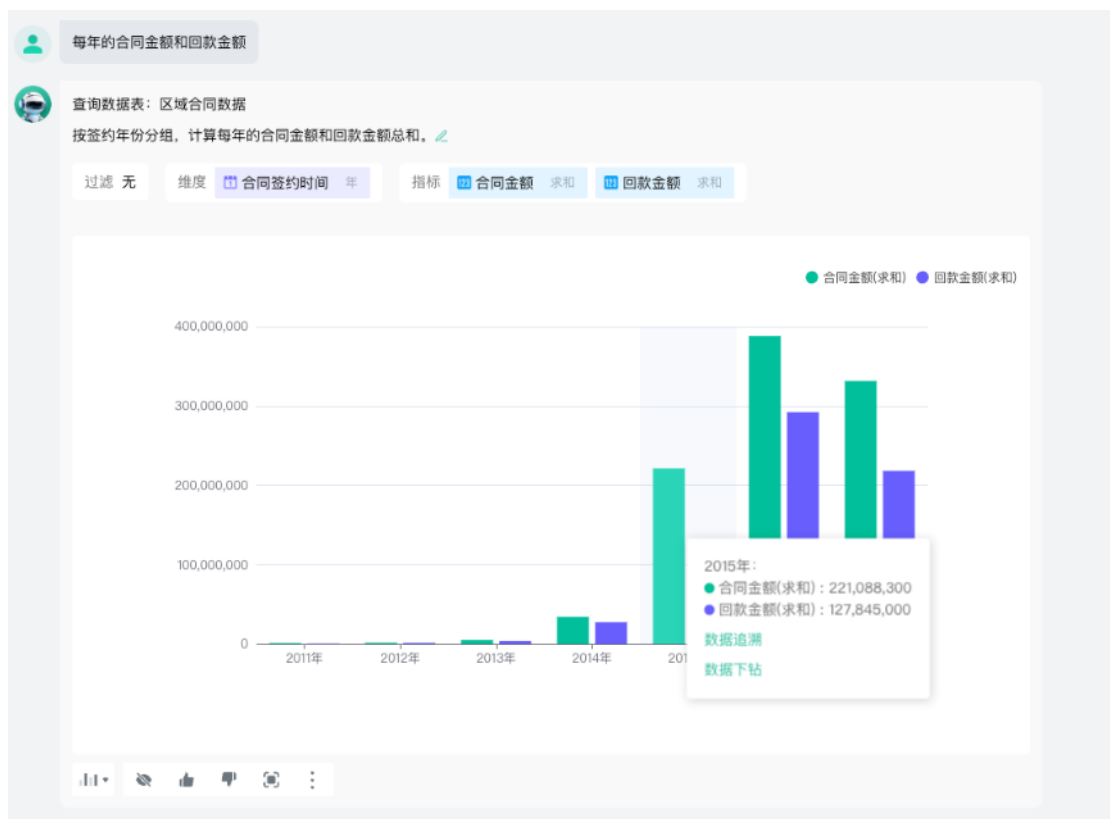 每年的合同金额和回款金额
查询数据表：区域合同数据
按签约年份分组，计算每年的合同金额和回款金额总和。
过滤 无 维度 合同签约时间 年 指标 合同金额 求和 回款金额 求和
合同金额(求和) 回款金额(求和)
400,000,000
300,000,000
200,000,000
100,000,000
0
2011年 2012年 2013年 2014年 201
2015年:
合同金额(求和) : 221,088,300
回款金额(求和) : 127,845,000
数据追溯
数据下钻